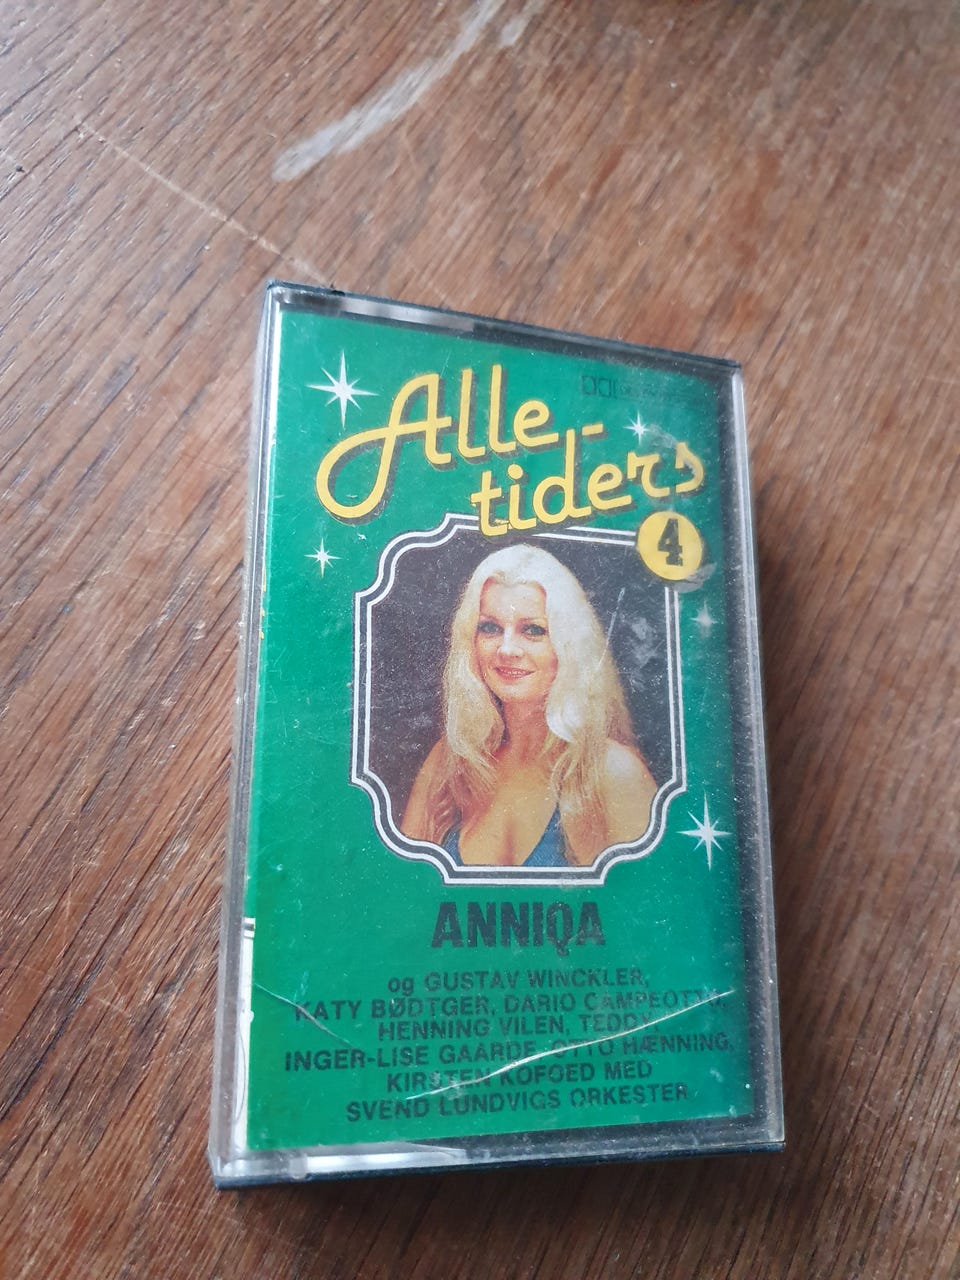 Alle-
tiders
4
ANNIQA
og GUSTAV WINCKLER,
KATY BØDTGER, DARIO CAMPEOTTO,
HENNING VILEN, TEDDY,
INGER-LISE GAARDE, OTTO HÆNNING,
KIRSTEN KOFOED MED
SVEND LUNDVIGS ORKESTER